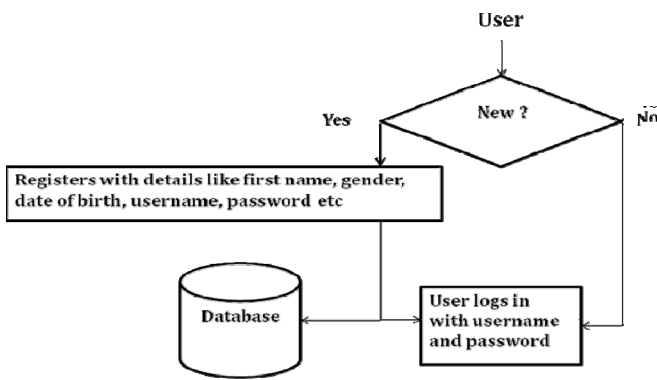 User
New ?
Yes
No
Registers with details like first name, gender,
date of birth, username, password etc
Database
User logs in
with username
and password